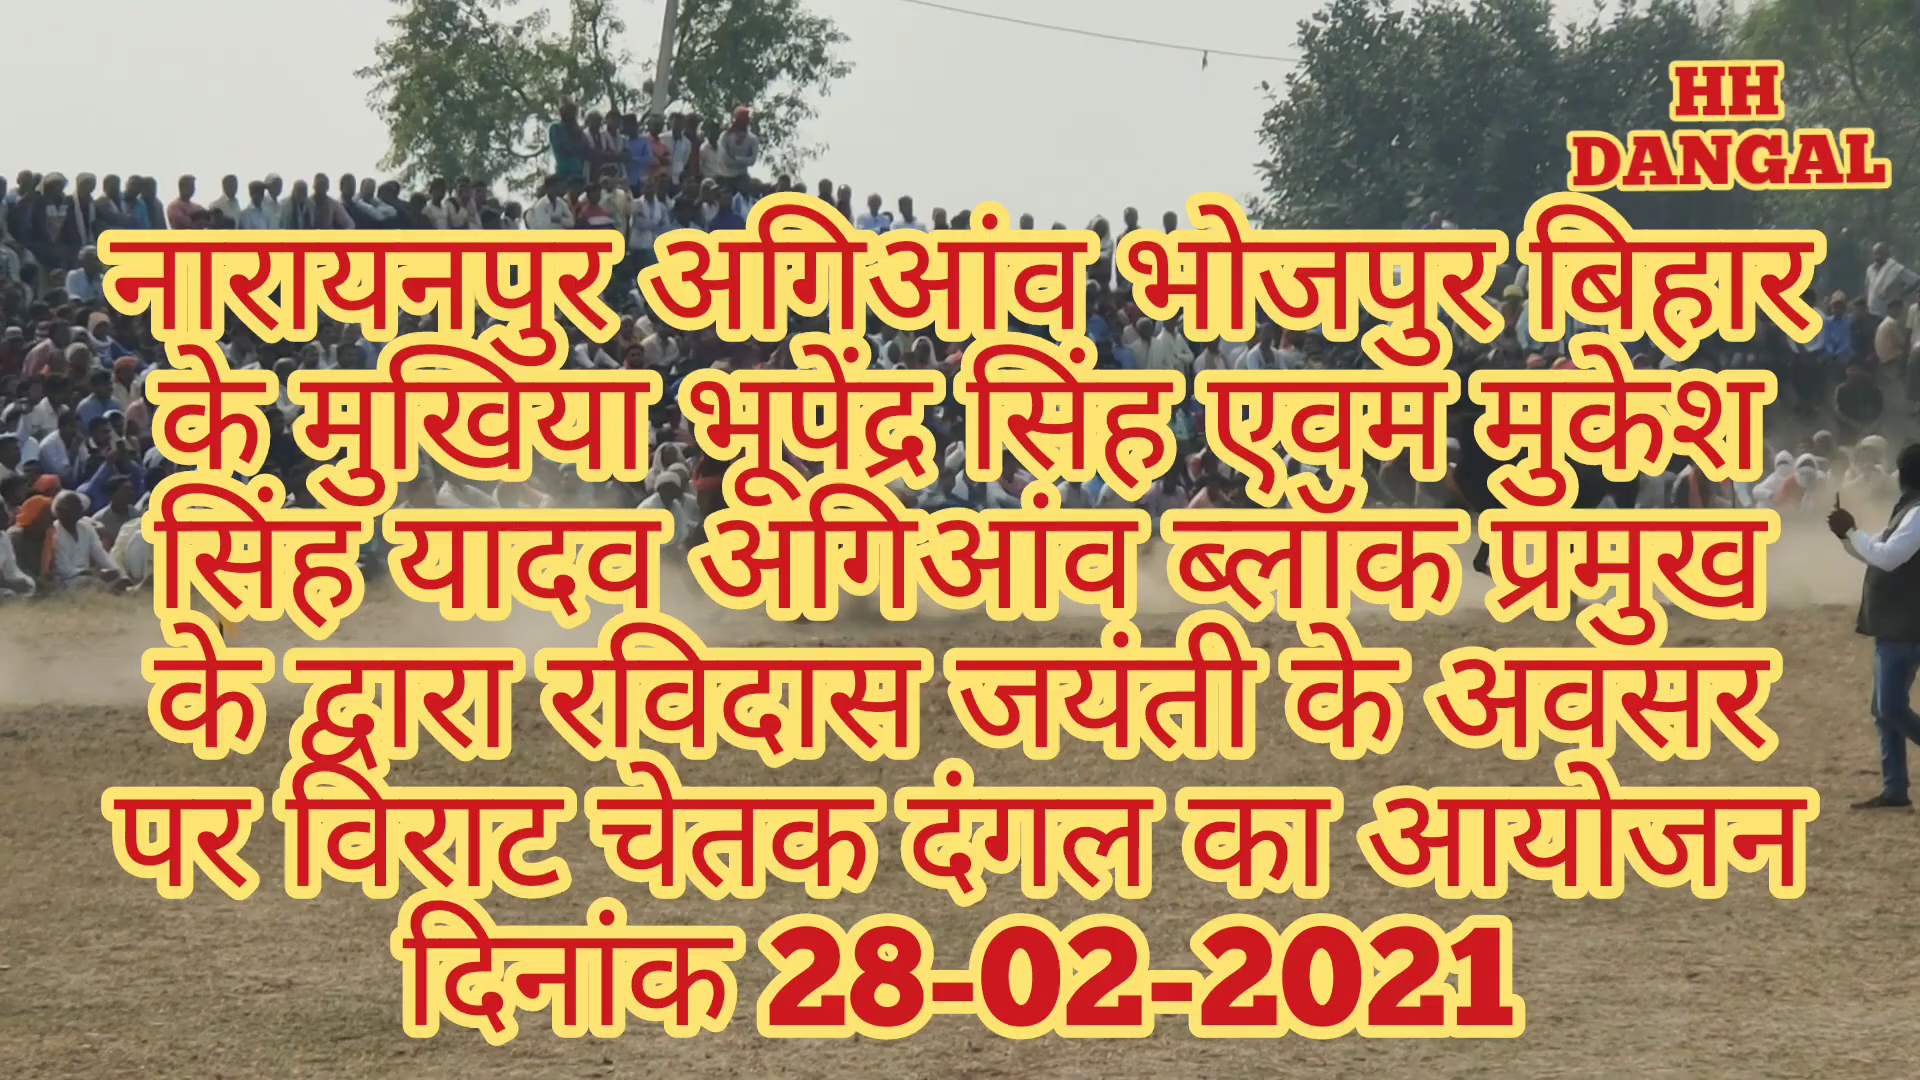 HH
DANGAL
नारायनपुर अगिआंव भोजपुर बिहार
के मुखिया भूपेंद्र सिंह एवम मुकेश
सिंह यादव अगिआंव ब्लॉक प्रमुख
के द्वारा रविदास जयंती के अवसर
पर विराट चेतक दंगल का आयोजन
दिनांक 28-02-2021